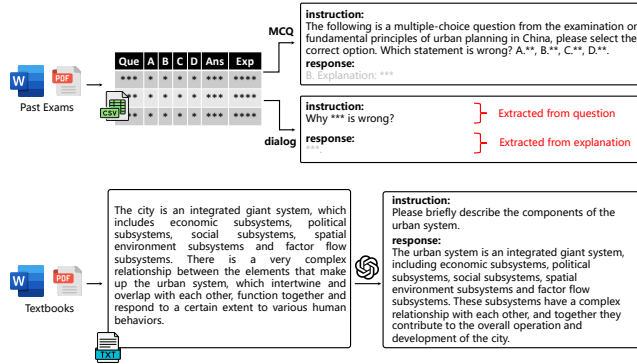 MCQ
instruction:
The following is a multiple-choice question from the examination on
fundamental principles of urban planning in China, please select the
correct option. Which statement is wrong? A.**, B.**, C.**, D.**.
response:
B. Explanation: ***
W
PDF
Past Exams
CSV
Que A B C D Ans Exp
**** * * * * *** ****
*** * * * * *** ****
*** * * * * *** ****
dialog
instruction:
Why *** is wrong?
Extracted from question
response:
***.
Extracted from explanation
W
PDF
Textbooks
The city is an integrated giant system, which
includes economic subsystems, political
subsystems, social subsystems, spatial
environment subsystems and factor flow
subsystems. There is a very complex
relationship between the elements that make
up the urban system, which intertwine and
overlap with each other, function together and
respond to a certain extent to various human
behaviors.
TXT
instruction:
Please briefly describe the components of the
urban system.
response:
The urban system is an integrated giant system,
including economic subsystems, political
subsystems, social subsystems, spatial
environment subsystems and factor flow
subsystems. These subsystems have a complex
relationship with each other, and together they
contribute to the overall operation and
development of the city.